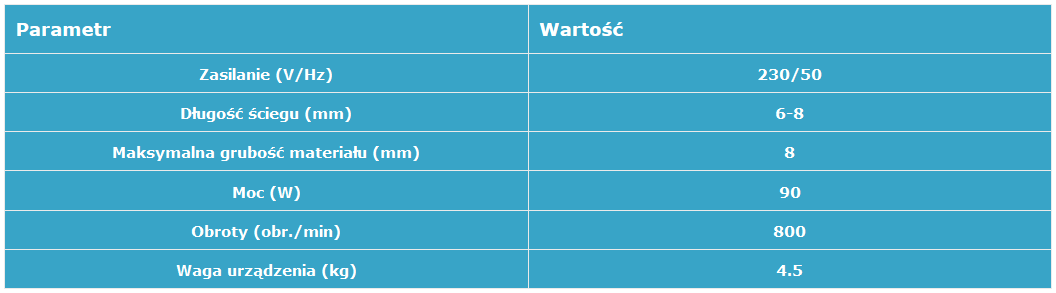 Parametr Wartość
Zasilanie (V/Hz) 230/50
Długość ściegu (mm) 6-8
Maksymalna grubość materiału (mm) 8
Moc (W) 90
Obroty (obr./min) 800
Waga urządzenia (kg) 4.5